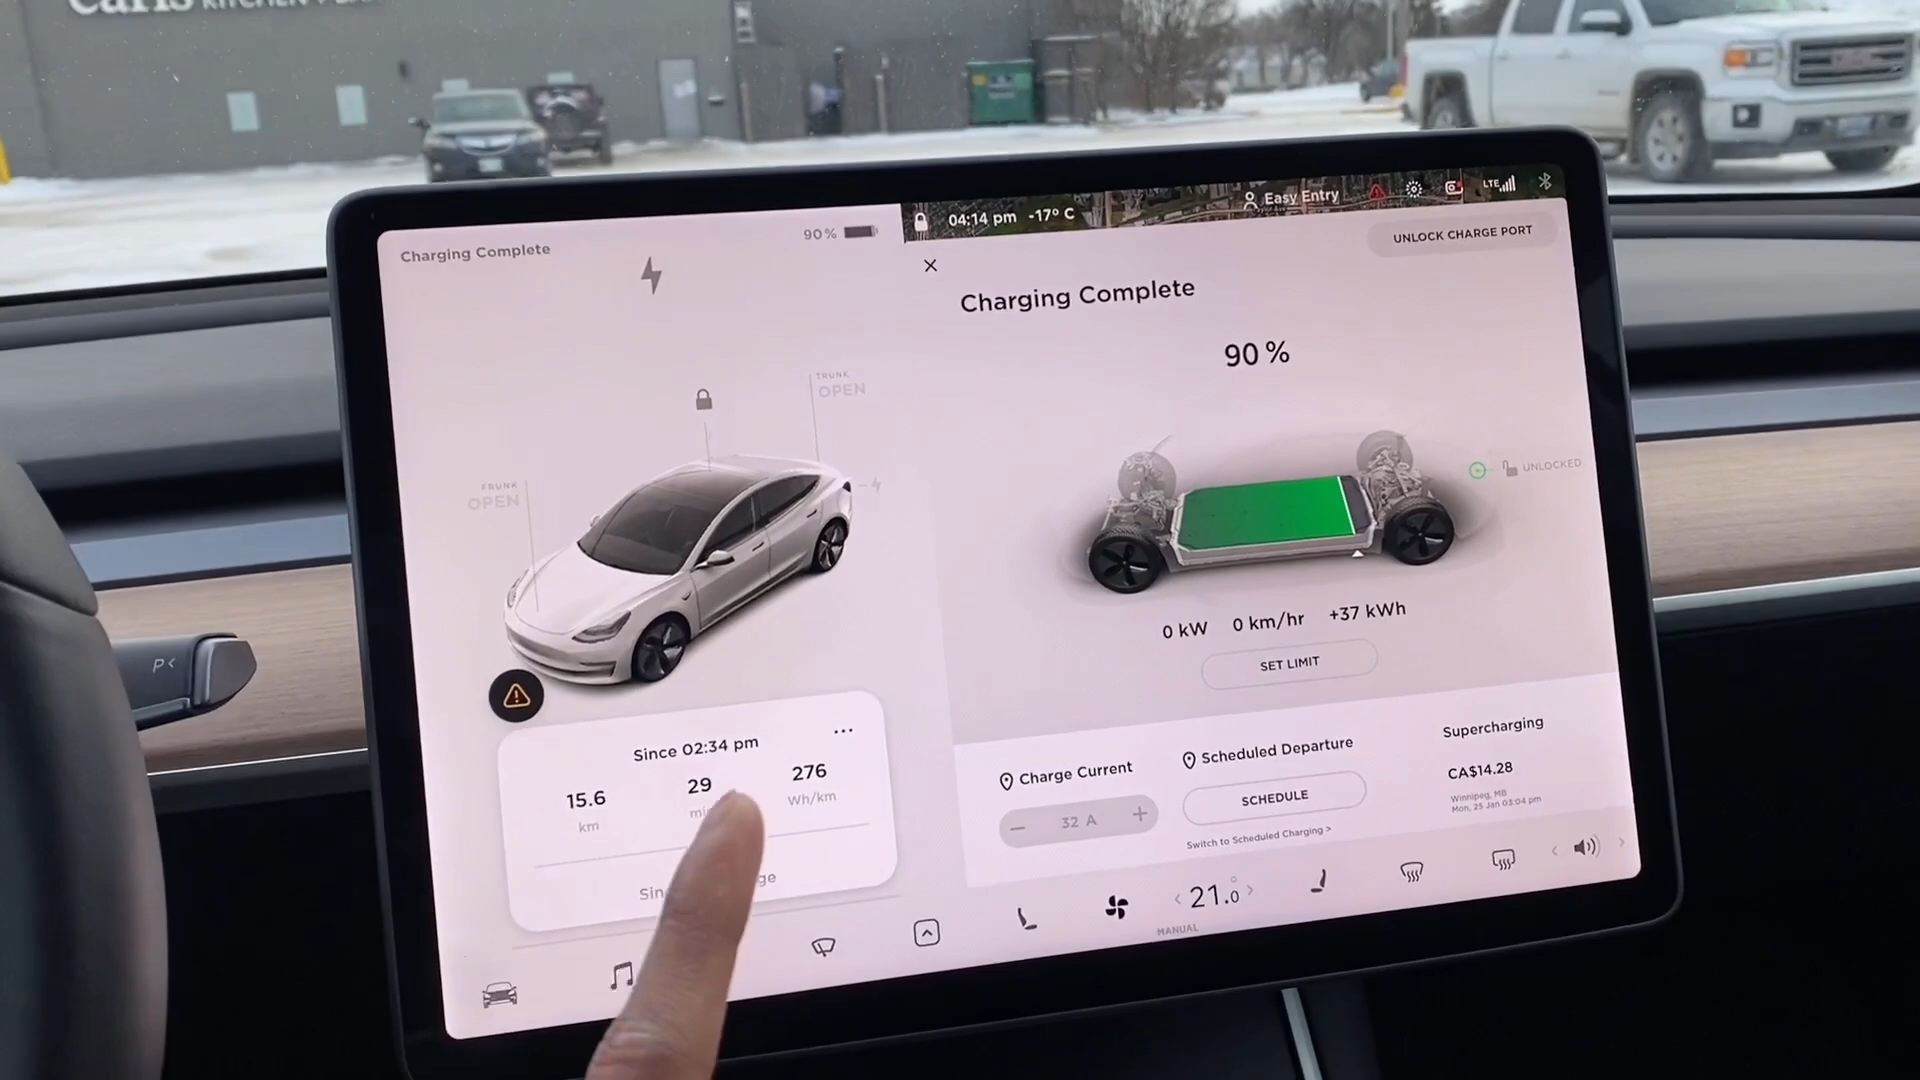 Carls KITCHEN
Charging Complete
90%
04:14 pm -17° C
Easy Entry
LTE
UNLOCK CHARGE PORT
Charging Complete
90 %
TRUNK
OPEN
FRUNK
OPEN
UNLOCKED
0 kW 0 km/hr +37 kWh
SET LIMIT
Since 02:34 pm
15.6 29 276
km Wh/km
Charge Current
32 A
Scheduled Departure
SCHEDULE
Switch to Scheduled Charging >
Supercharging
CA$14.28
Winnipeg, MB
Mon, 25 Jan 03:04 pm
21.0
MANUAL
P